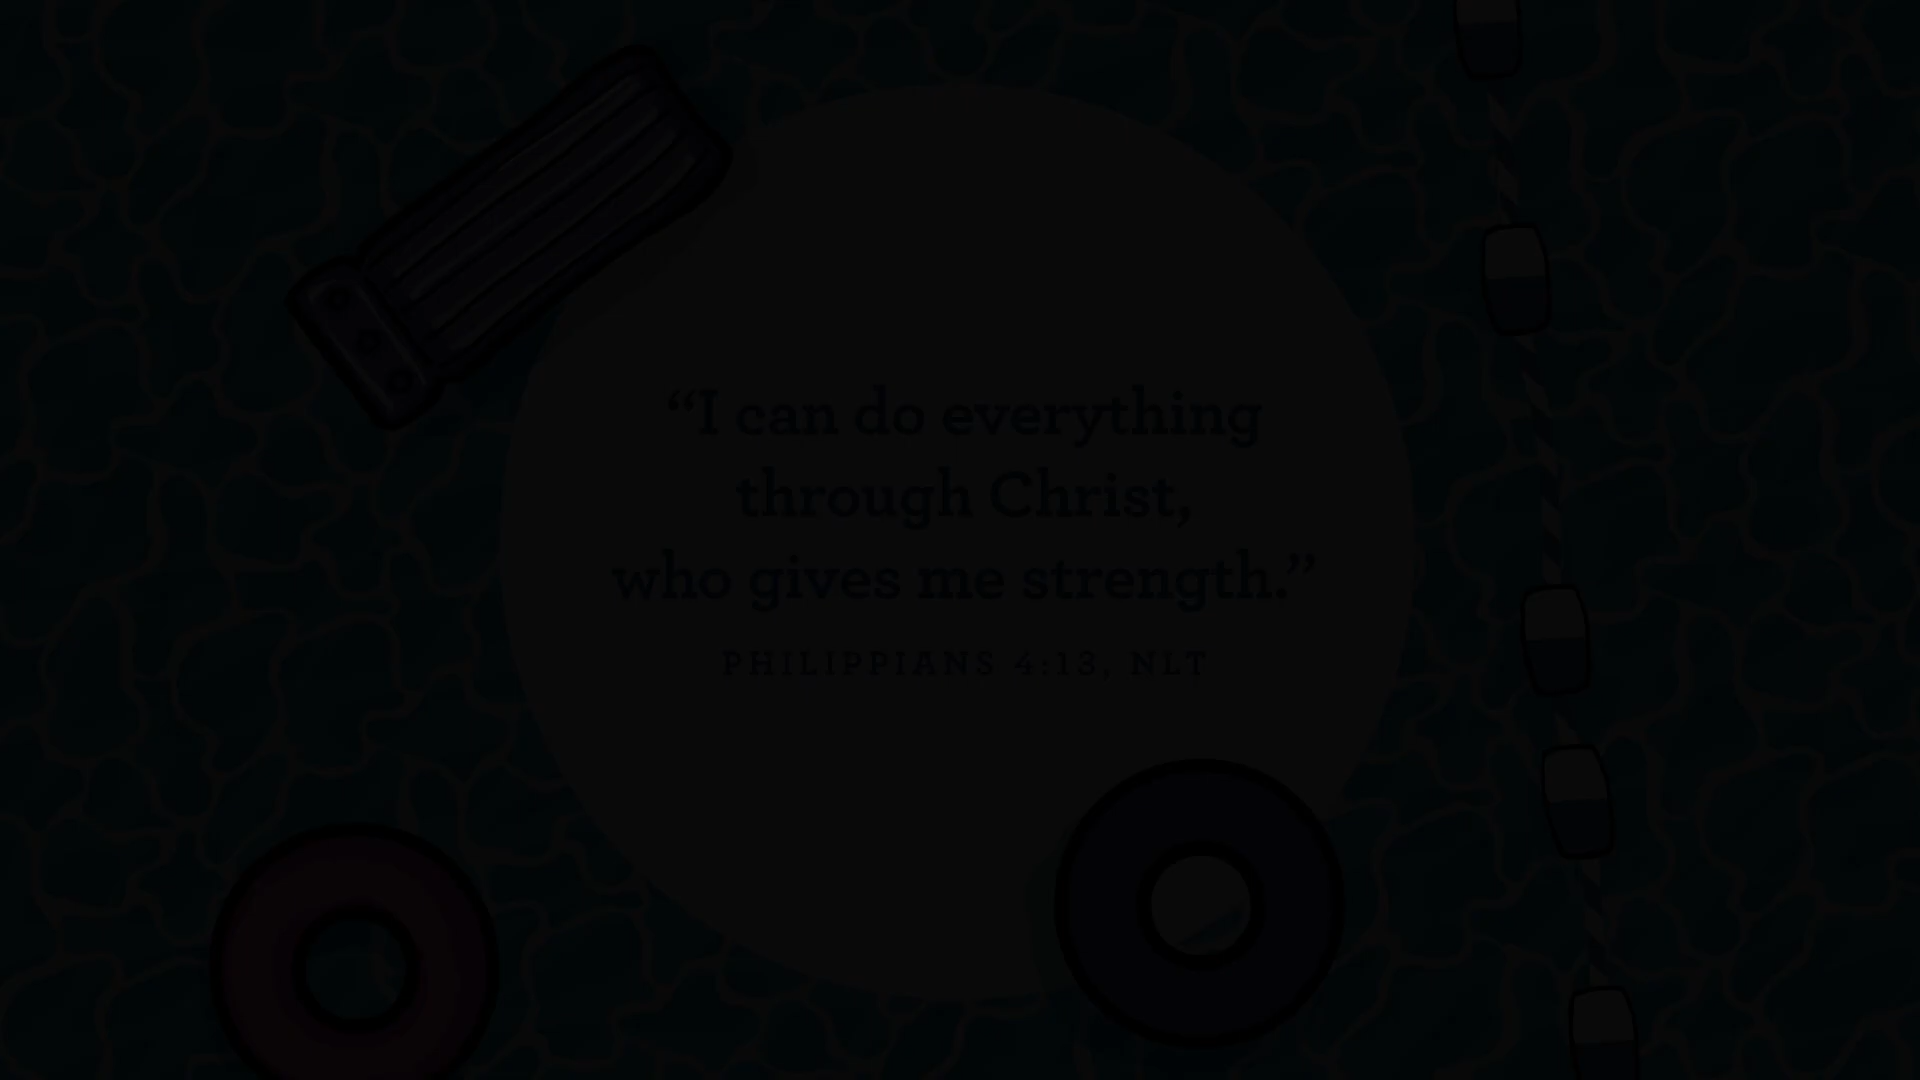 “I can do everything
through Christ,
who gives me strength.”
PHILIPPIANS 4:13, NLT